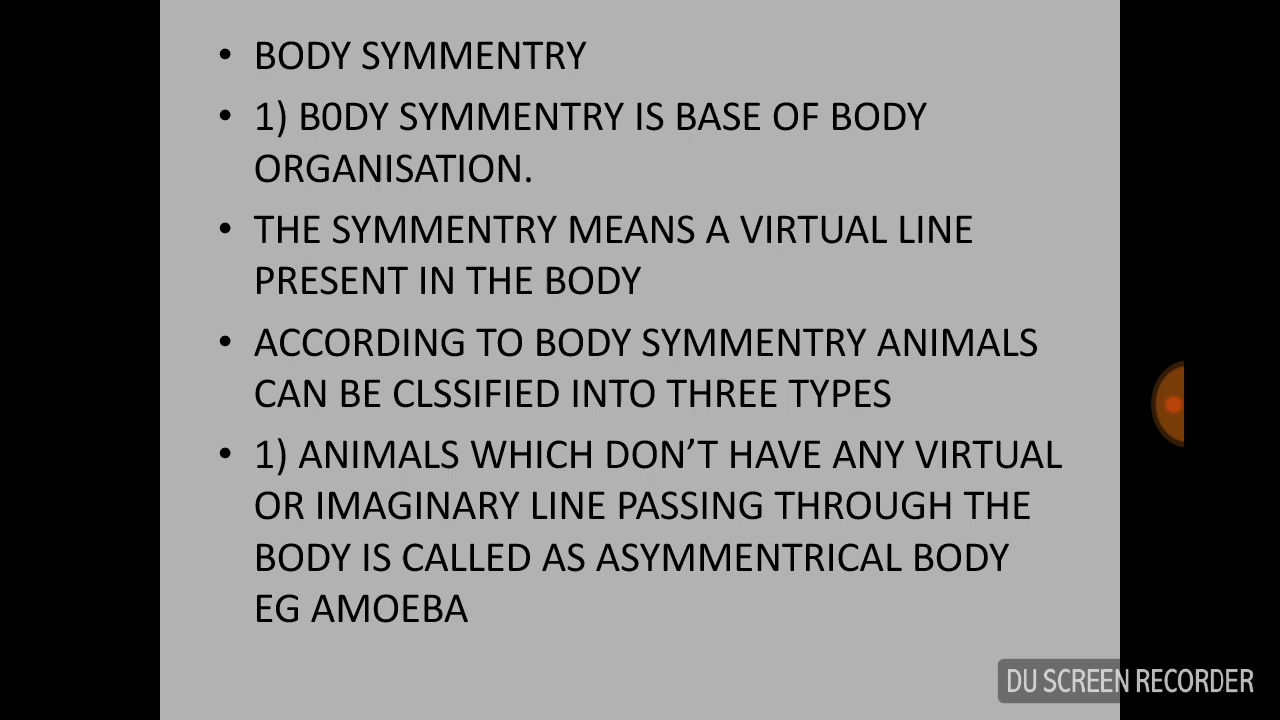 • BODY SYMMENTRY
• 1) B0DY SYMMENTRY IS BASE OF BODY
ORGANISATION.
• THE SYMMENTRY MEANS A VIRTUAL LINE
PRESENT IN THE BODY
• ACCORDING TO BODY SYMMENTRY ANIMALS
CAN BE CLSSIFIED INTO THREE TYPES
• 1) ANIMALS WHICH DON’T HAVE ANY VIRTUAL
OR IMAGINARY LINE PASSING THROUGH THE
BODY IS CALLED AS ASYMMENTRICAL BODY
EG AMOEBA
DU SCREEN RECORDER